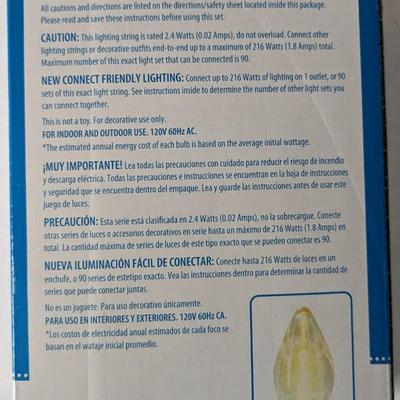 All cautions and directions are listed on the directions/safety sheet located inside this package.
Please read and save these instructions before using this set.
CAUTION: This lighting string is rated 2.4 Watts (0.02 Amps), do not overload. Connect other
lighting strings or decorative outfits end-to-end up to a maximum of 216 Watts (1.8 Amps) total.
Maximum number of this exact light set that can be connected is 90.
NEW CONNECT FRIENDLY LIGHTING: Connect up to 216 Watts of lighting on 1 outlet, or 90
sets of this exact light string. See instructions inside to determine the number of other light sets you
can connect together.
This is not a toy. For decorative use only.
FOR INDOOR AND OUTDOOR USE. 120V 60Hz AC.
*The estimated annual energy cost of each bulb is based on the average initial wattage.
¡MUY IMPORTANTE! Lea todas las precauciones con cuidado para reducir el riesgo de incendio
y descarga eléctrica. Todas las precauciones e instrucciones se encuentran en la hoja de instrucciones
y seguridad que se encuentra dentro del empaque. Lea y guarde las instrucciones antes de usar este
juego de luces.
PRECAUCIÓN: Esta serie está clasificada en 2.4 Watts (0.02 Amps), no la sobrecargue. Conecte
otras series de luces o accesorios decorativos en serie hasta un máximo de 216 Watts (1.8 Amps) en
total. La cantidad máxima de series de luces de este tipo exacto que se pueden conectar es 90.
NUEVA ILUMINACIÓN FÁCIL DE CONECTAR: Conecte hasta 216 Watts de luces en un
enchufe, o 90 series de estetipo exacto. Vea las instrucciones dentro para determinar la cantidad de
series que puede conectar juntas.
No es un juguete. Para uso decorativo únicamente.
PARA USO EN INTERIORES Y EXTERIORES. 120V 60Hz CA.
*Los costos de electricidad anual estimados de cada foco se
basan en el wataje inicial promedio.